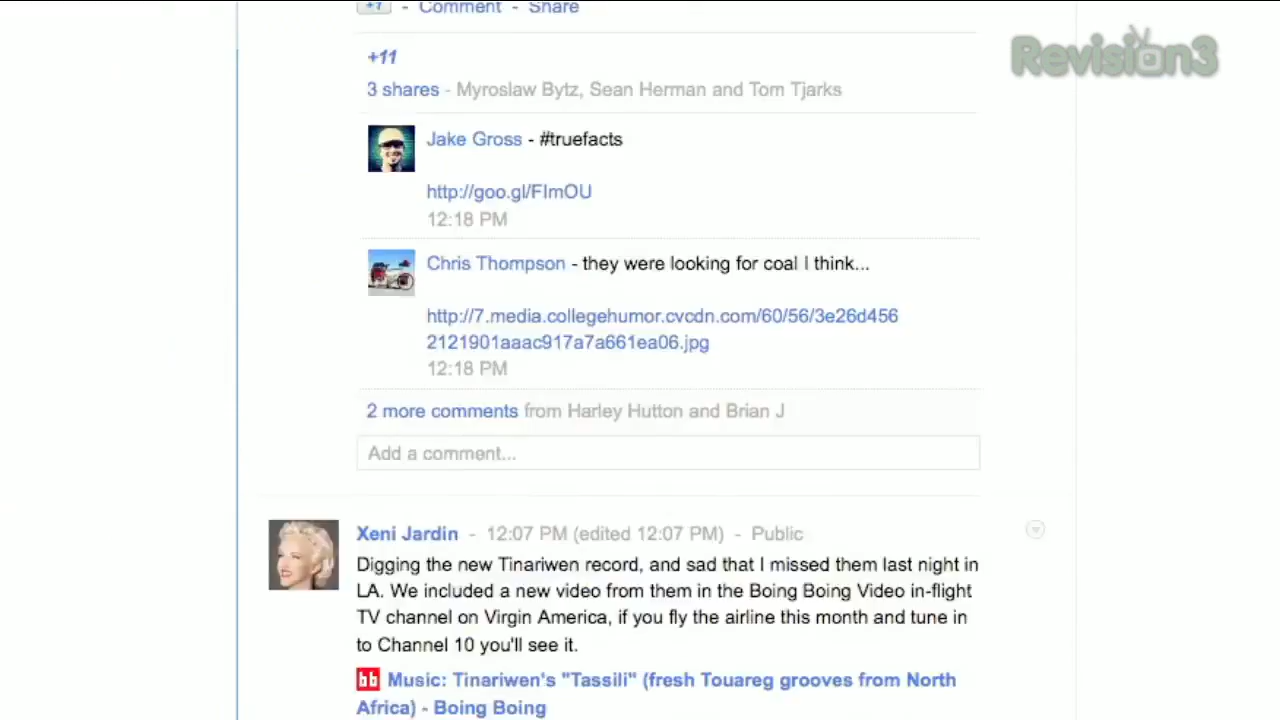 +1 - Comment - Share
Revision3
+11
3 shares - Myroslaw Bytz, Sean Herman and Tom Tjarks
Jake Gross - #truefacts
http://goo.gl/FImOU
12:18 PM
Chris Thompson - they were looking for coal I think...
http://7.media.collegehumor.cvcdn.com/60/56/3e26d456
2121901aaac917a7a661ea06.jpg
12:18 PM
2 more comments from Harley Hutton and Brian J
Add a comment...
Xeni Jardin - 12:07 PM (edited 12:07 PM) - Public
Digging the new Tinariwen record, and sad that I missed them last night in
LA. We included a new video from them in the Boing Boing Video in-flight
TV channel on Virgin America, if you fly the airline this month and tune in
to Channel 10 you'll see it.
bb Music: Tinariwen's "Tassili" (fresh Touareg grooves from North
Africa) - Boing Boing